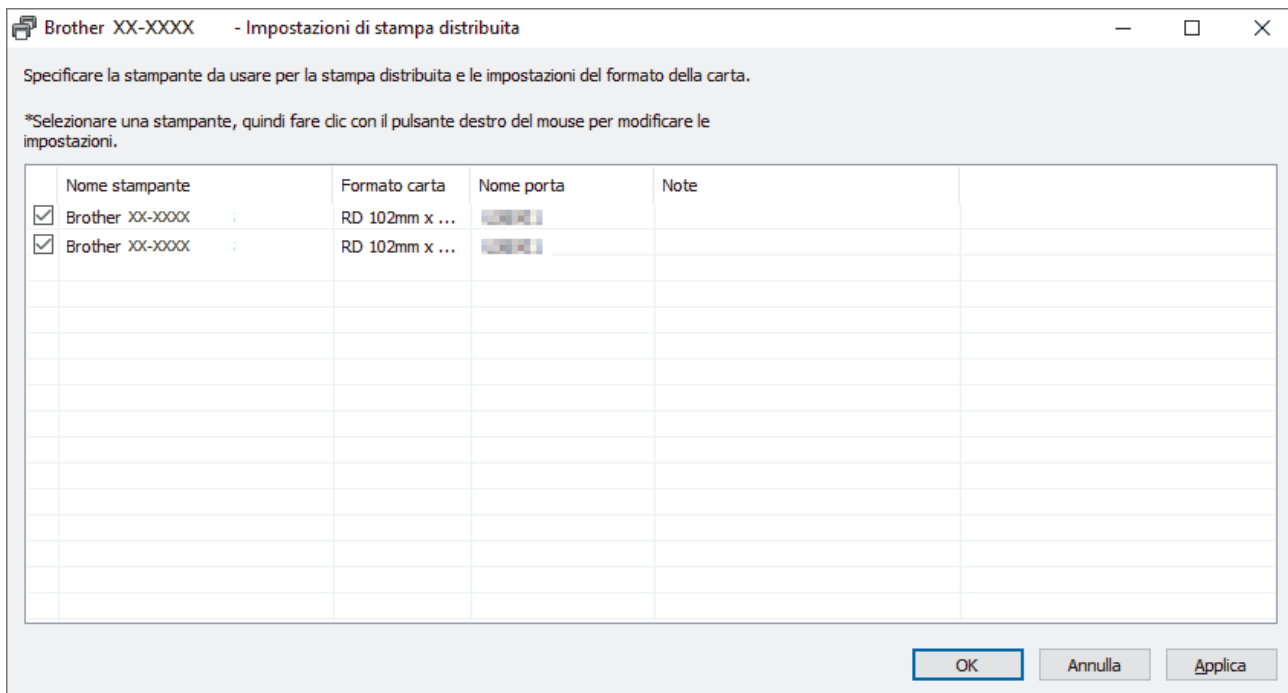 Brother XX-XXXX - Impostazioni di stampa distribuita
Specificare la stampante da usare per la stampa distribuita e le impostazioni del formato della carta.
*Selezionare una stampante, quindi fare clic con il pulsante destro del mouse per modificare le
impostazioni.
Nome stampante Formato carta Nome porta Note
Brother XX-XXXX RD 102mm x ...
Brother XX-XXXX RD 102mm x ...
OK Annulla Applica